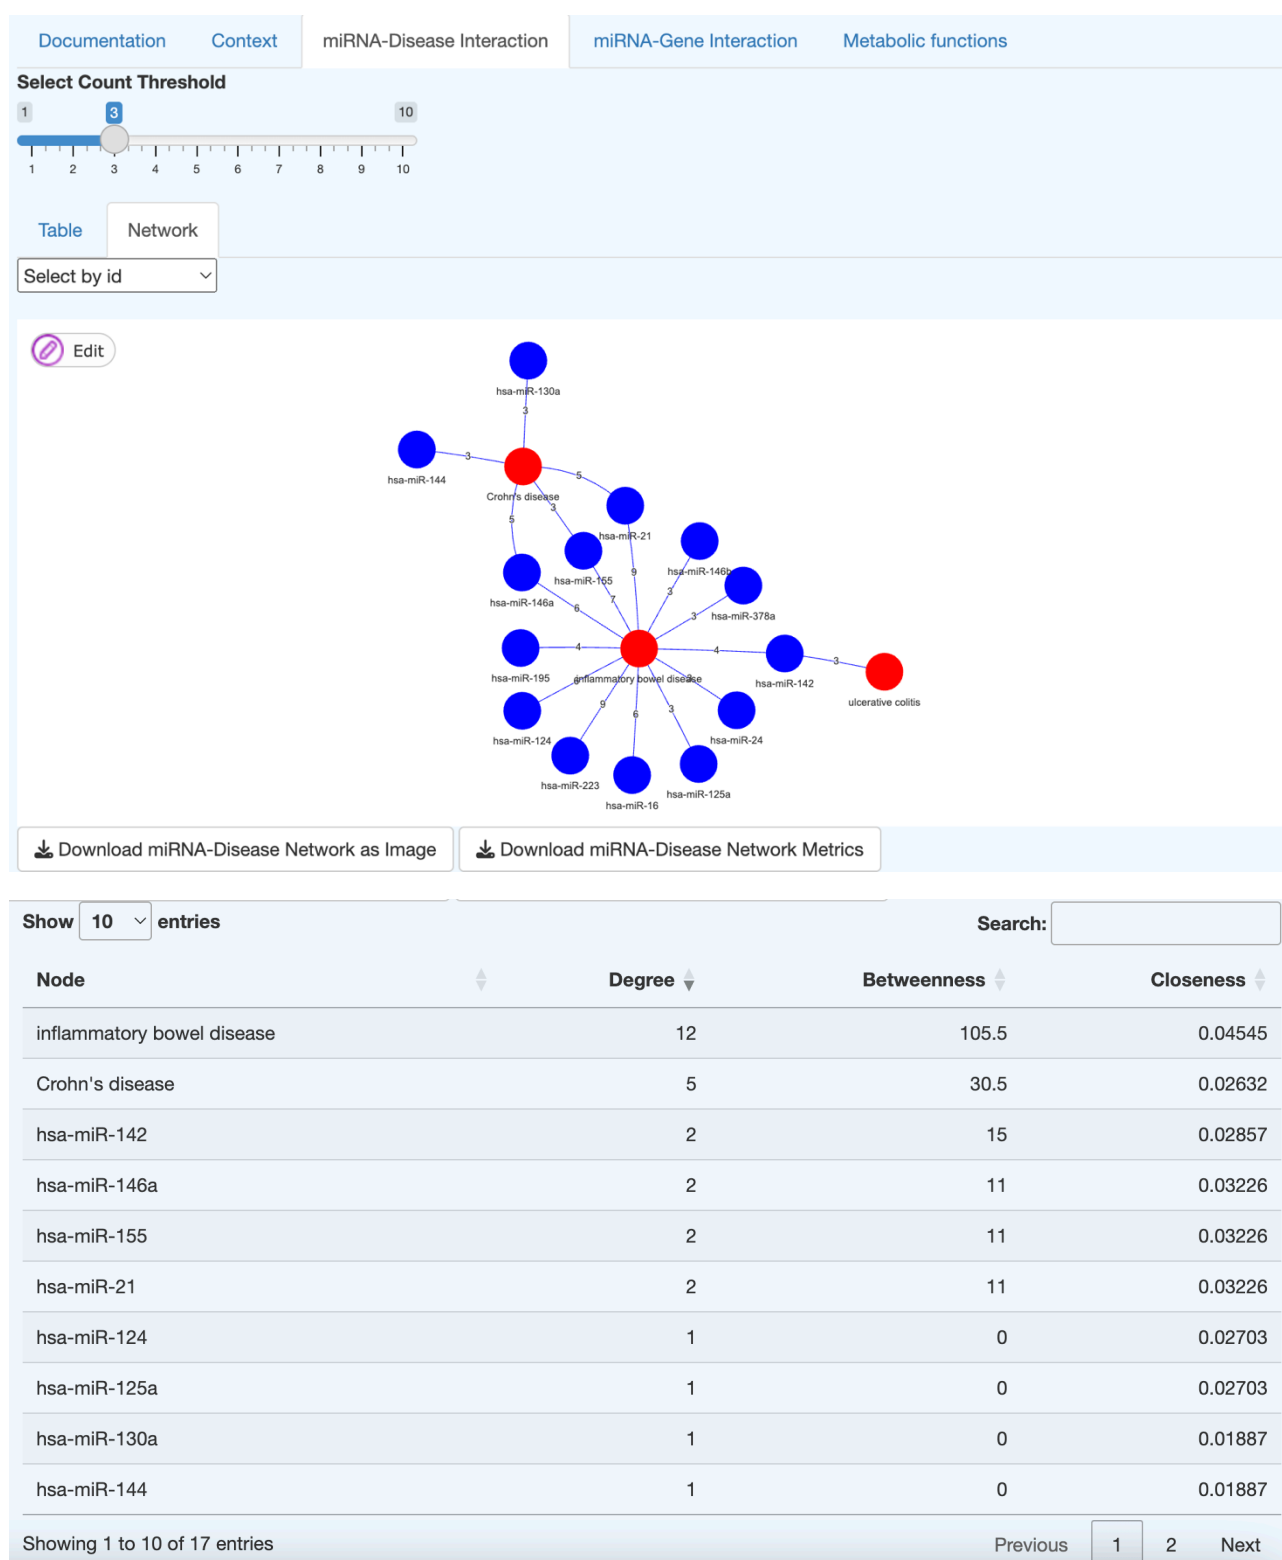 Documentation Context miRNA-Disease Interaction miRNA-Gene Interaction Metabolic functions
Select Count Threshold
1 3 10
1 2 3 4 5 6 7 8 9 10
Table Network
Select by id
Edit
hsa-miR-130a
3
3
hsa-miR-144
5
Crohn's disease
3
5
hsa-miR-21
hsa-miR-146b
9
hsa-miR-155
7
3
hsa-miR-146a
6
3
hsa-miR-378a
4
4
3
hsa-miR-195
inflammatory bowel disease
hsa-miR-142
ulcerative colitis
9
6
3
hsa-miR-124
hsa-miR-24
hsa-miR-223
hsa-miR-125a
hsa-miR-16
Download miRNA-Disease Network as Image Download miRNA-Disease Network Metrics
Show 10 entries Search:
Node Degree Betweenness Closeness
inflammatory bowel disease 12 105.5 0.04545
Crohn's disease 5 30.5 0.02632
hsa-miR-142 2 15 0.02857
hsa-miR-146a 2 11 0.03226
hsa-miR-155 2 11 0.03226
hsa-miR-21 2 11 0.03226
hsa-miR-124 1 0 0.02703
hsa-miR-125a 1 0 0.02703
hsa-miR-130a 1 0 0.01887
hsa-miR-144 1 0 0.01887
Showing 1 to 10 of 17 entries Previous 1 2 Next